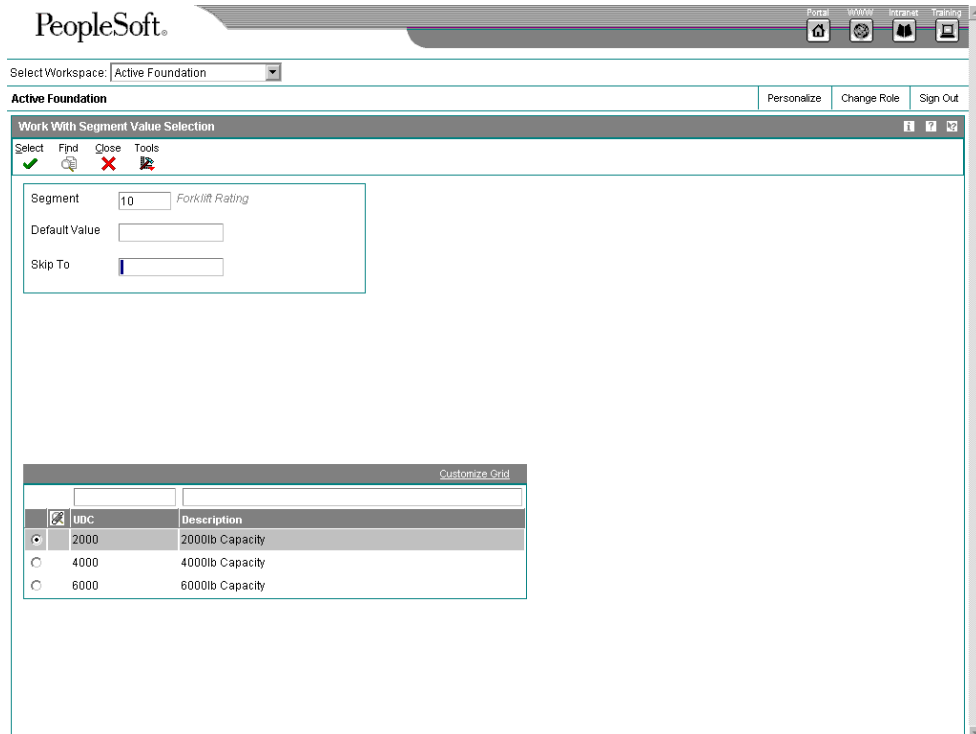 Portal WWW Intranet Training
PeopleSoft®
Select Workspace: Active Foundation
Active Foundation Personalize Change Role Sign Out
Work With Segment Value Selection
Select Find Close Tools
Segment 10 Forklift Rating
Default Value
Skip To
Customize Grid
UDC Description
2000 2000lb Capacity
4000 4000lb Capacity
6000 6000lb Capacity